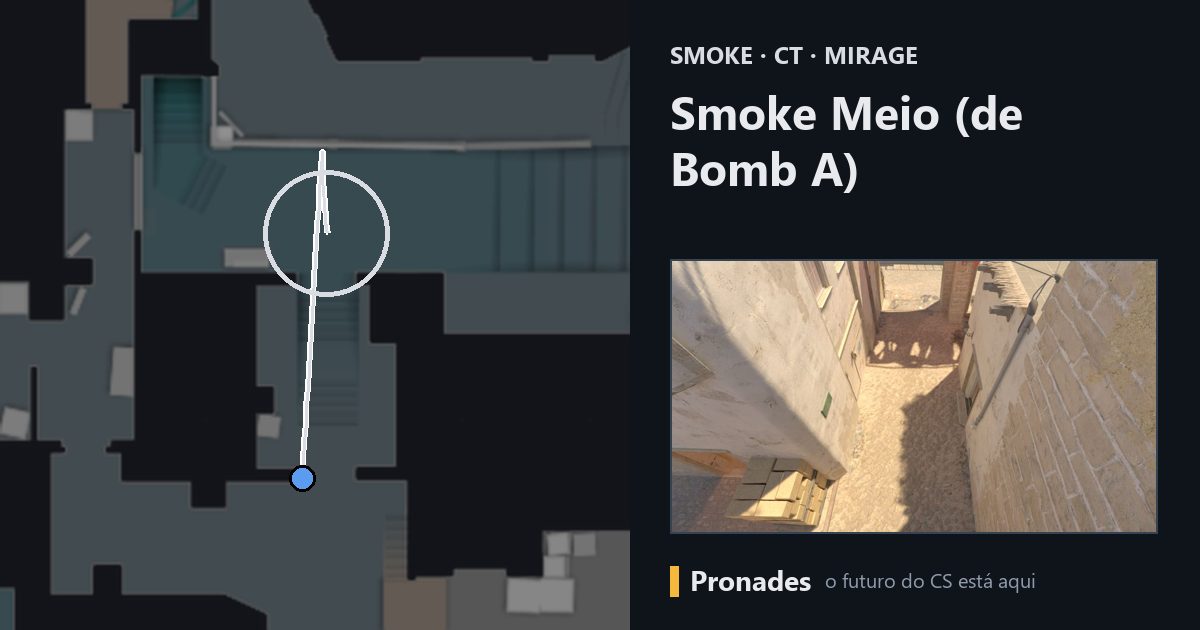 SMOKE · CT · MIRAGE
Smoke Meio (de
Bomb A)
Pronades o futuro do CS está aqui